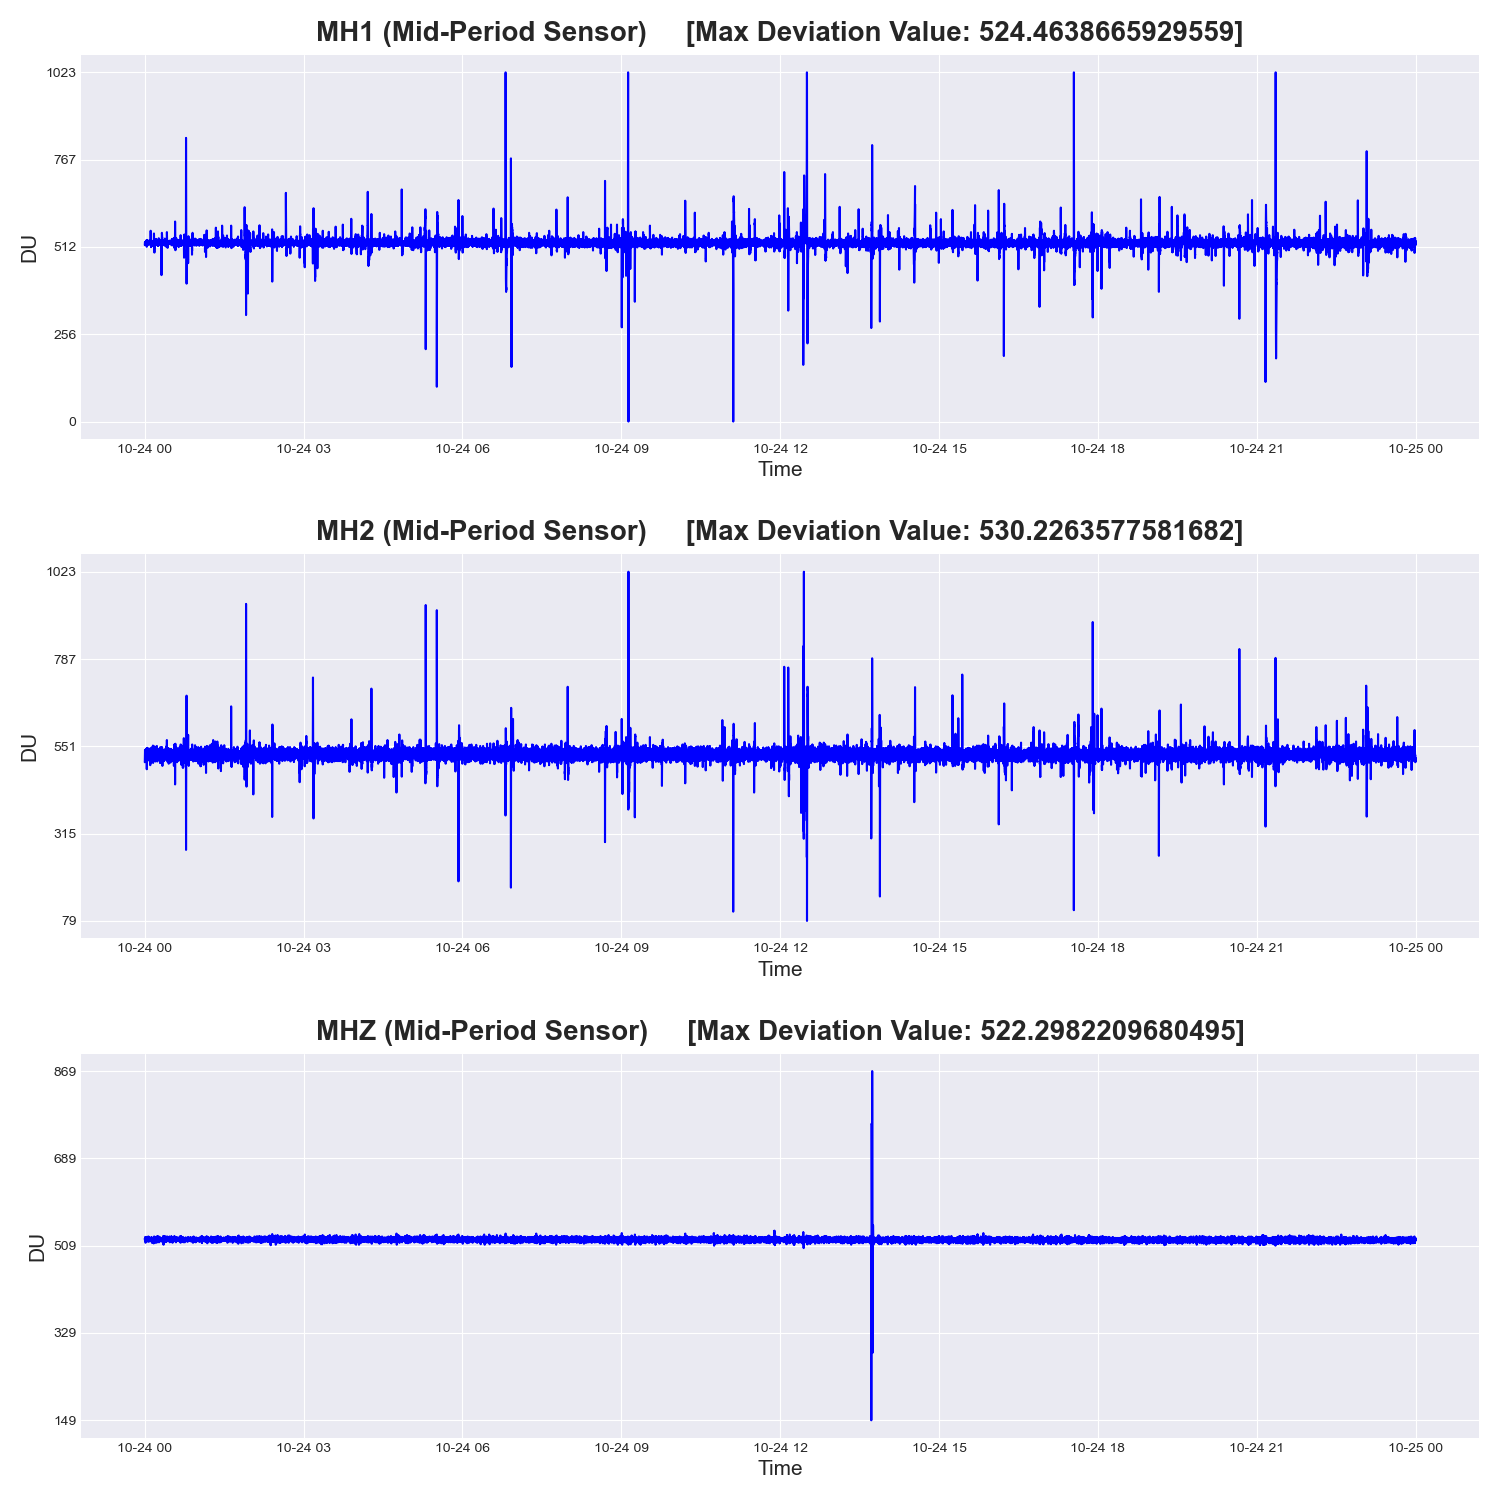 MH1 (Mid-Period Sensor) [Max Deviation Value: 524.4638665929559]
1023
767
512
256
0
DU
10-24 00 10-24 03 10-24 06 10-24 09 10-24 12 10-24 15 10-24 18 10-24 21 10-25 00
Time
MH2 (Mid-Period Sensor) [Max Deviation Value: 530.2263577581682]
1023
787
551
315
79
DU
10-24 00 10-24 03 10-24 06 10-24 09 10-24 12 10-24 15 10-24 18 10-24 21 10-25 00
Time
MHZ (Mid-Period Sensor) [Max Deviation Value: 522.2982209680495]
869
689
509
329
149
DU
10-24 00 10-24 03 10-24 06 10-24 09 10-24 12 10-24 15 10-24 18 10-24 21 10-25 00
Time